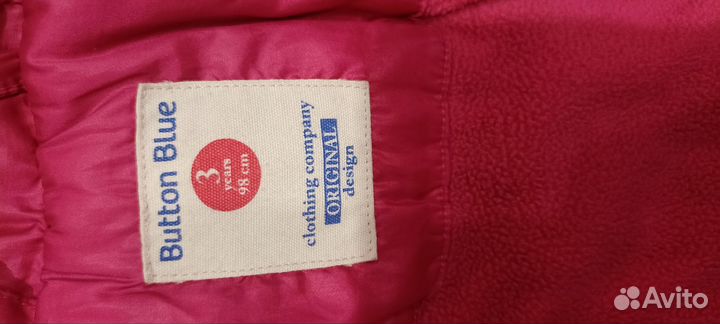 Button Blue
3
years
98 cm
clothing company
ORIGINAL
design
Avito